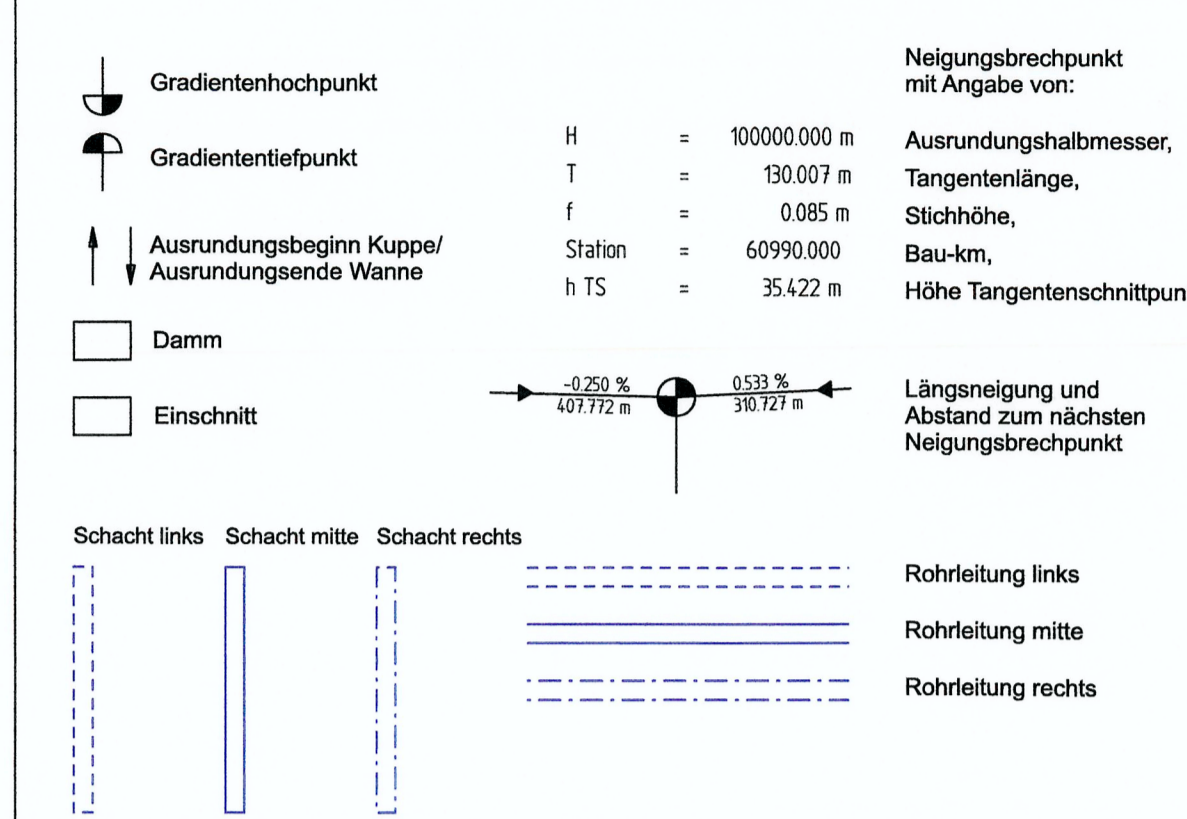 Gradientenhochpunkt
Gradiententiefpunkt
Ausrundungsbeginn Kuppe/
Ausrundungsende Wanne
Damm
Einschnitt
Neigungsbrechpunkt
mit Angabe von:
H = 100000.000 m Ausrundungshalbmesser,
T = 130.007 m Tangentenlänge,
f = 0.085 m Stichhöhe,
Station = 60990.000 Bau-km,
h TS = 35.422 m Höhe Tangentenschnittpun
-0.250 % 0.533 %
407.772 m 310.727 m
Längsneigung und
Abstand zum nächsten
Neigungsbrechpunkt
Schacht links Schacht mitte Schacht rechts
Rohrleitung links
Rohrleitung mitte
Rohrleitung rechts